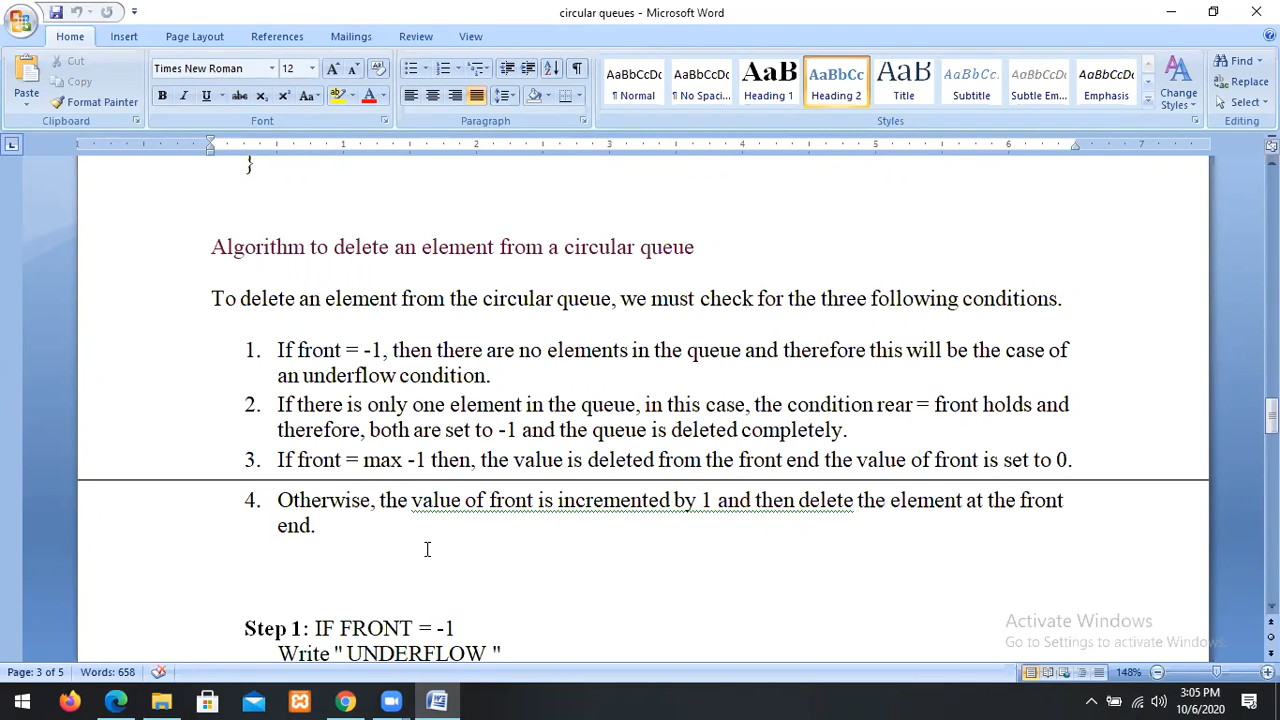 circular queues - Microsoft Word
Home Insert Page Layout References Mailings Review View
Paste
Cut
Copy
Format Painter
Clipboard
Times New Roman 12
Font
Paragraph
AaBbCcDc AaBbCcDc AaB AaBbCc AaB AaBbCc AaBbCcDc AaBbCcDc
¶ Normal ¶ No Spaci... Heading 1 Heading 2 Title Subtitle Subtle Em... Emphasis
Styles
Change Styles
Find
Replace
Select
Editing
1 1 2 3 4 5 6 7
}
Algorithm to delete an element from a circular queue
To delete an element from the circular queue, we must check for the three following conditions.
1. If front = -1, then there are no elements in the queue and therefore this will be the case of
an underflow condition.
2. If there is only one element in the queue, in this case, the condition rear = front holds and
therefore, both are set to -1 and the queue is deleted completely.
3. If front = max -1 then, the value is deleted from the front end the value of front is set to 0.
4. Otherwise, the value of front is incremented by 1 and then delete the element at the front
end.
Step 1: IF FRONT = -1
Write " UNDERFLOW "
Activate Windows
Go to Settings to activate Windows.
Page: 3 of 5 Words: 658 148%
3:05 PM
10/6/2020